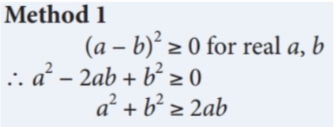 Method 1
(a – b)² ≥ 0 for real a, b
∴ a² – 2ab + b² ≥ 0
a² + b² ≥ 2ab